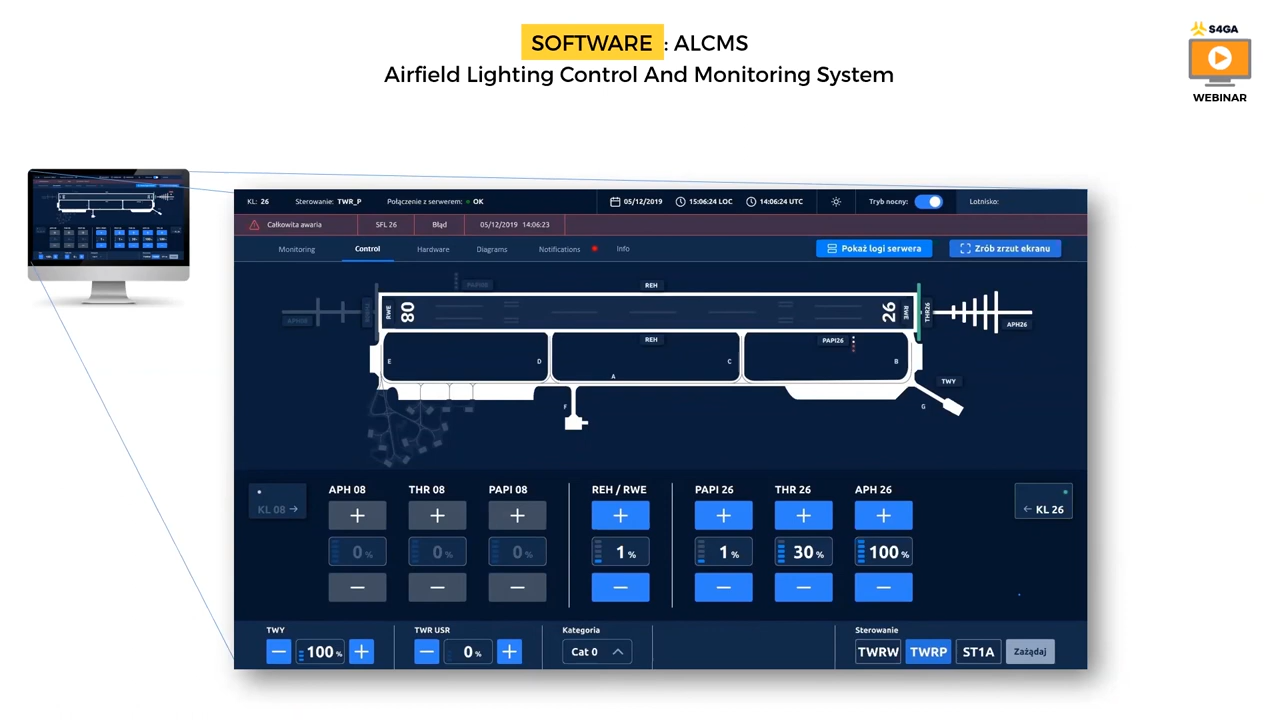 SOFTWARE : ALCMS
Airfield Lighting Control And Monitoring System
S4GA
WEBINAR
KL: 26 Sterowanie: TWR_P Połączenie z serwerem: OK 05/12/2019 15:06:24 LOC 14:06:24 UTC Tryb nocny: Lotnisko:
Całkowita awaria SFL 26 Błąd 05/12/2019 14:06:23
Monitoring Control Hardware Diagrams Notifications Info Pokaż logi serwera Zrób zrzut ekranu
PAPI08 REH
APH08 RWE 08 26 RWE THR26 APH26
REH PAPI26
E D C B
A
TWY
F G
KL 08 → APH 08 THR 08 PAPI 08 REH / RWE PAPI 26 THR 26 APH 26 ← KL 26
+ + + + + + +
0 % 0 % 0 % 1 % 1 % 30 % 100 %
− − − − − − −
TWY TWR USR Kategoria Sterowanie
− 100 % + − 0 % + Cat 0 TWRW TWRP ST1A Zażądaj